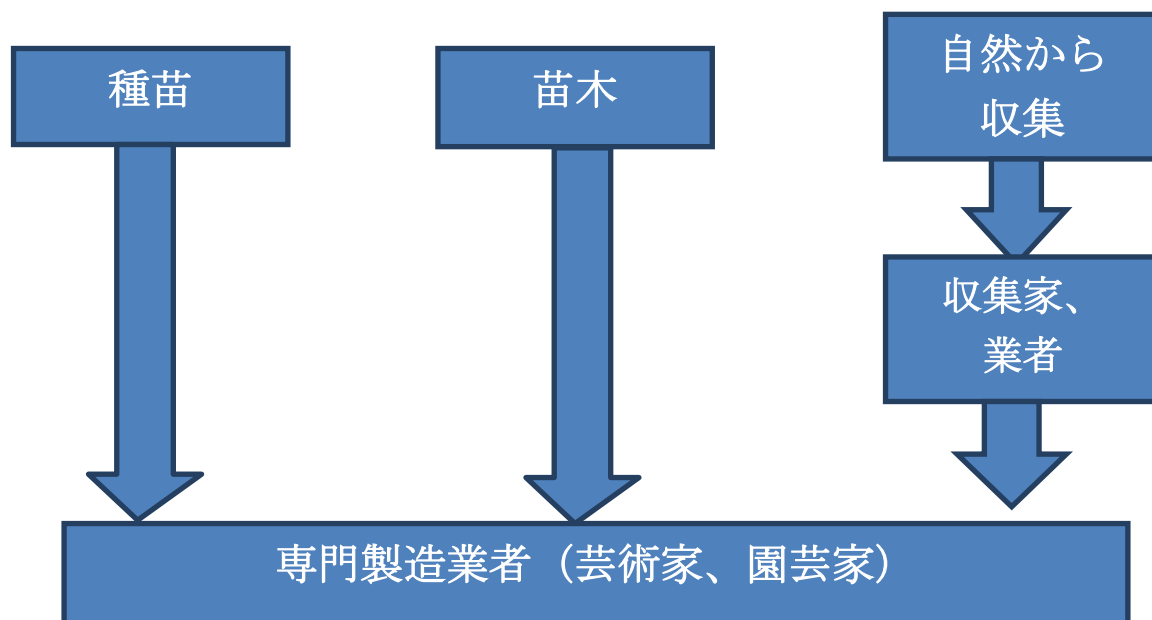 種苗
苗木
自然から
収集
収集家、
業者
専門製造業者（芸術家、園芸家）